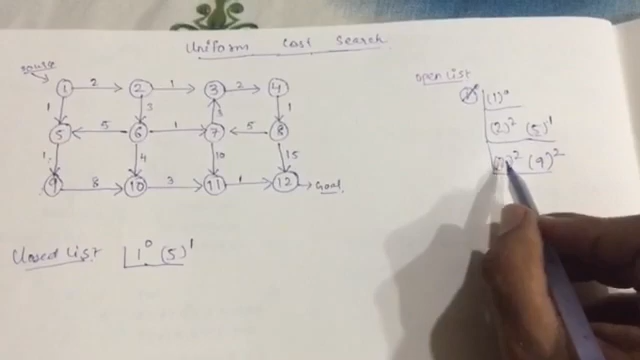 Uniform Cost Search
source
1 2 2 1 3 2 4
1 3 3 1
5 5 6 1 7 5 8
1 4 10 15
9 8 10 3 11 1 12 Goal
Closed List 1⁰ (5)¹
Open List
(1)⁰
(2)² (5)¹
(9)²